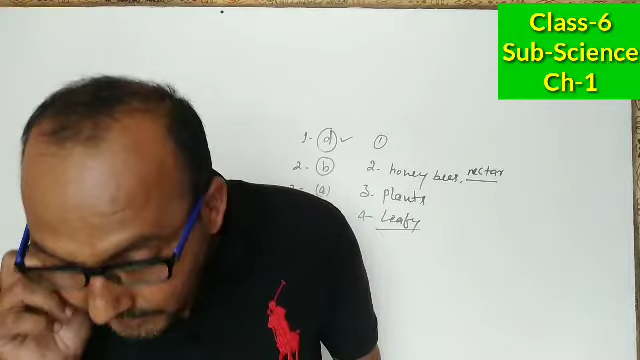 Class-6
Sub-Science
Ch-1
1- d ✓
2- b
(a)
1
2- honey bees, nectar
3- plants
4- Leafy